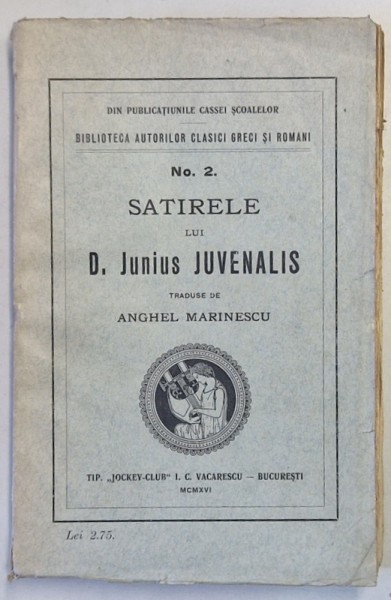 DIN PUBLICAȚIUNILE CASSEI ȘCOALELOR
BIBLIOTECA AUTORILOR CLASICI GRECI ȘI ROMANI
No. 2.
SATIRELE
LUI
D. Junius JUVENALIS
TRADUSE DE
ANGHEL MARINESCU
TIP. „JOCKEY-CLUB" I. C. VACARESCU — BUCUREȘTI
MCMXVI
Lei 2.75.